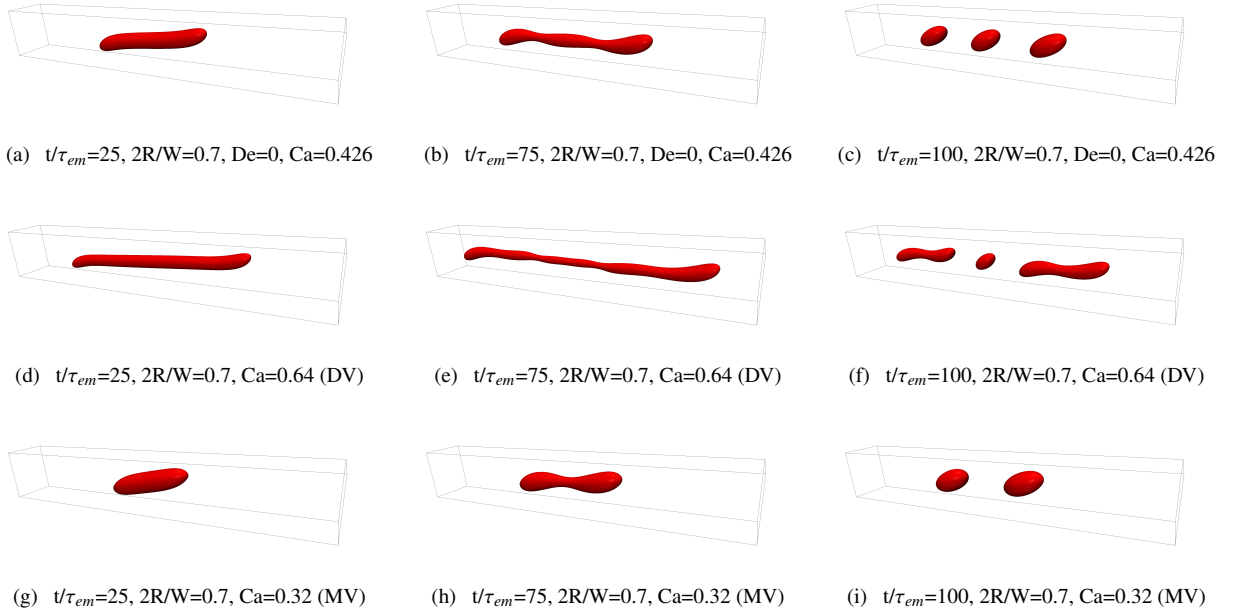 (a) t/τem=25, 2R/W=0.7, De=0, Ca=0.426
(b) t/τem=75, 2R/W=0.7, De=0, Ca=0.426
(c) t/τem=100, 2R/W=0.7, De=0, Ca=0.426
(d) t/τem=25, 2R/W=0.7, Ca=0.64 (DV)
(e) t/τem=75, 2R/W=0.7, Ca=0.64 (DV)
(f) t/τem=100, 2R/W=0.7, Ca=0.64 (DV)
(g) t/τem=25, 2R/W=0.7, Ca=0.32 (MV)
(h) t/τem=75, 2R/W=0.7, Ca=0.32 (MV)
(i) t/τem=100, 2R/W=0.7, Ca=0.32 (MV)